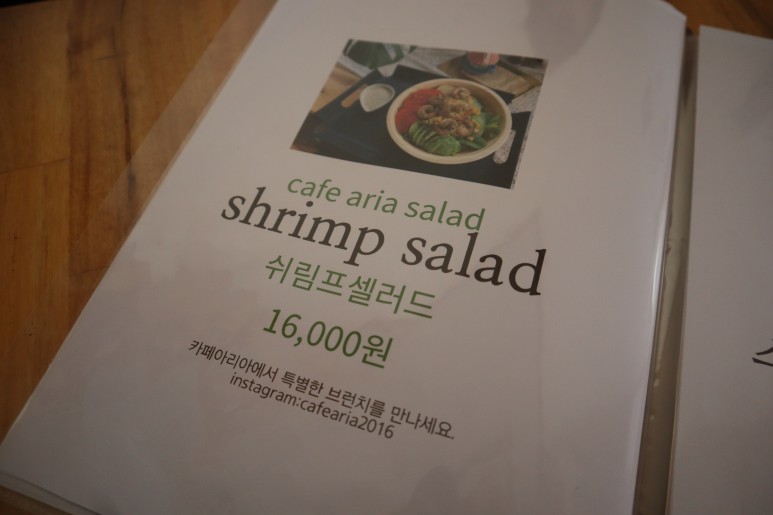 cafe aria salad
shrimp salad
쉬림프셀러드
16,000원
카페아리아에서 특별한 브런치를 만나세요.
instagram:cafearia2016